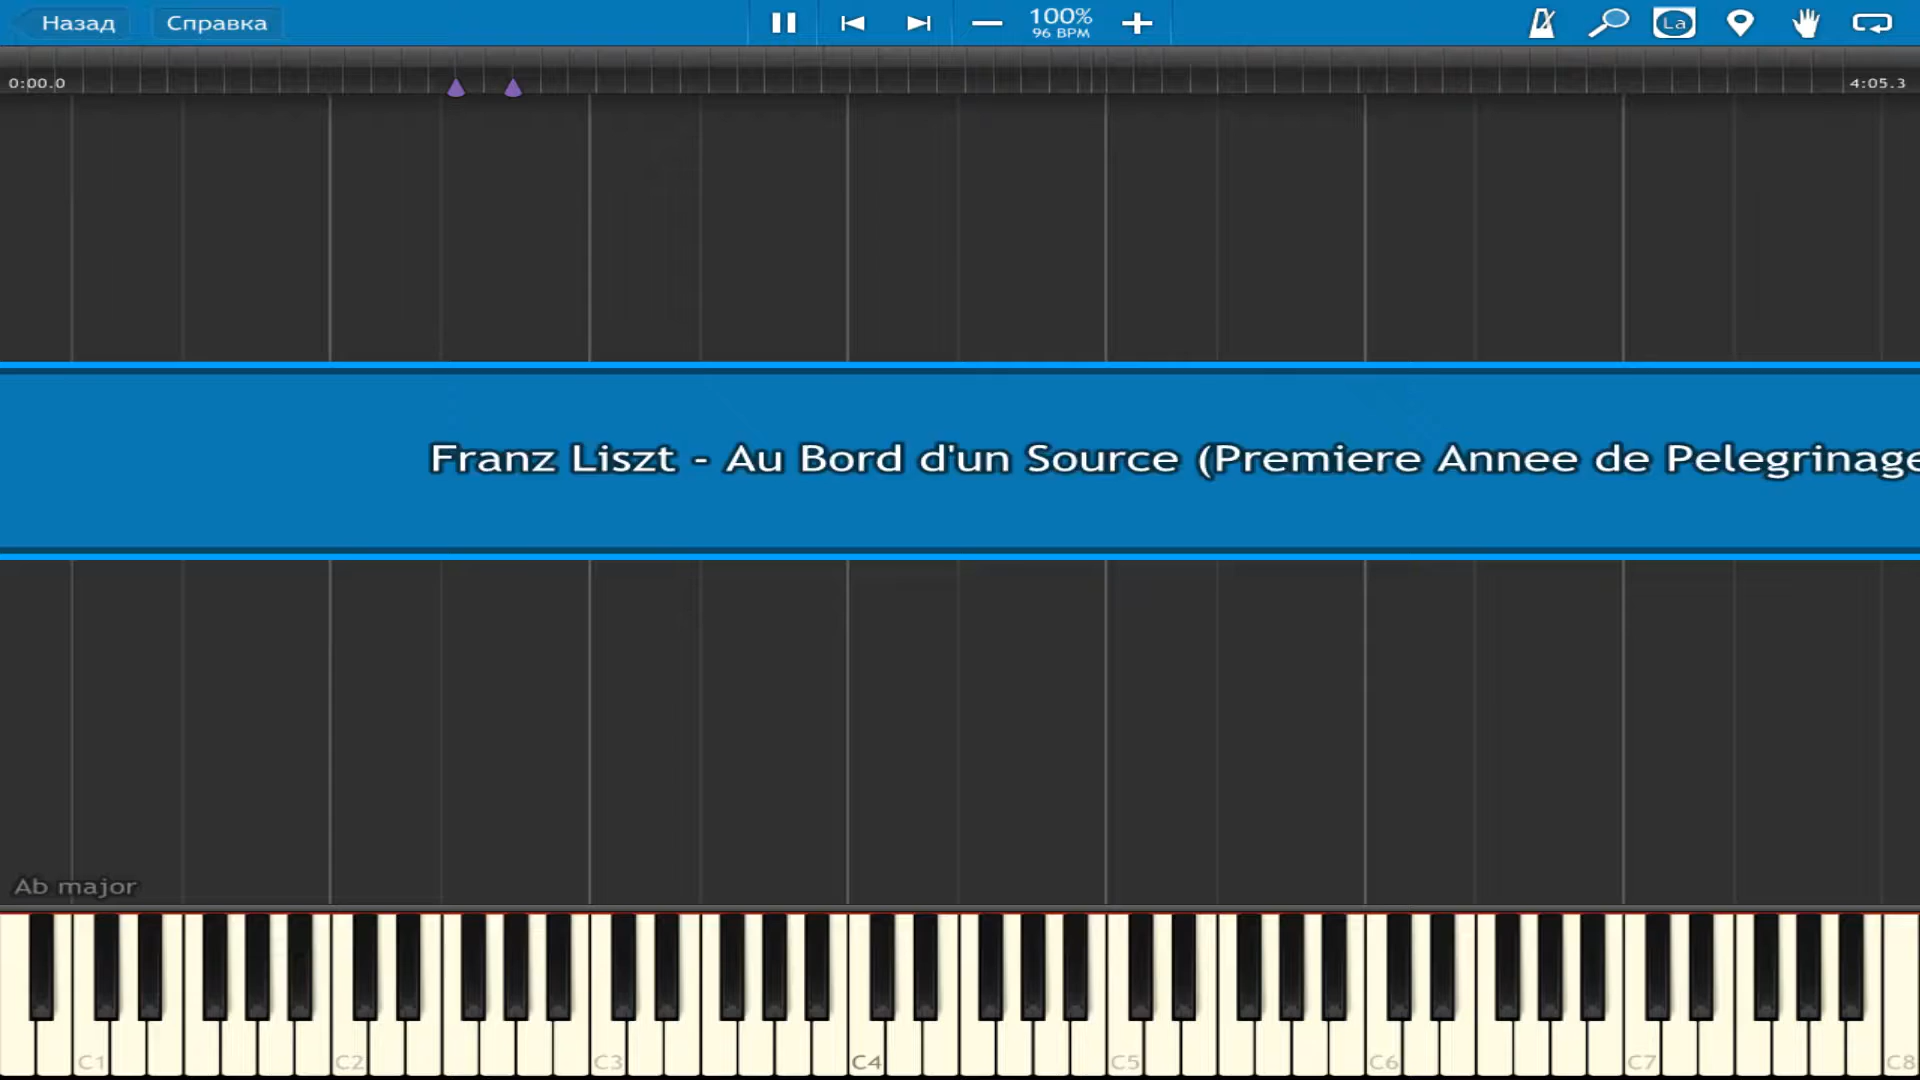 Назад Справка 100% La
96 BPM
0:00.0 4:05.3
Franz Liszt - Au Bord d'un Source (Premiere Annee de Pelegrinage
Ab major
C1 C2 C3 C4 C5 C6 C7 C8